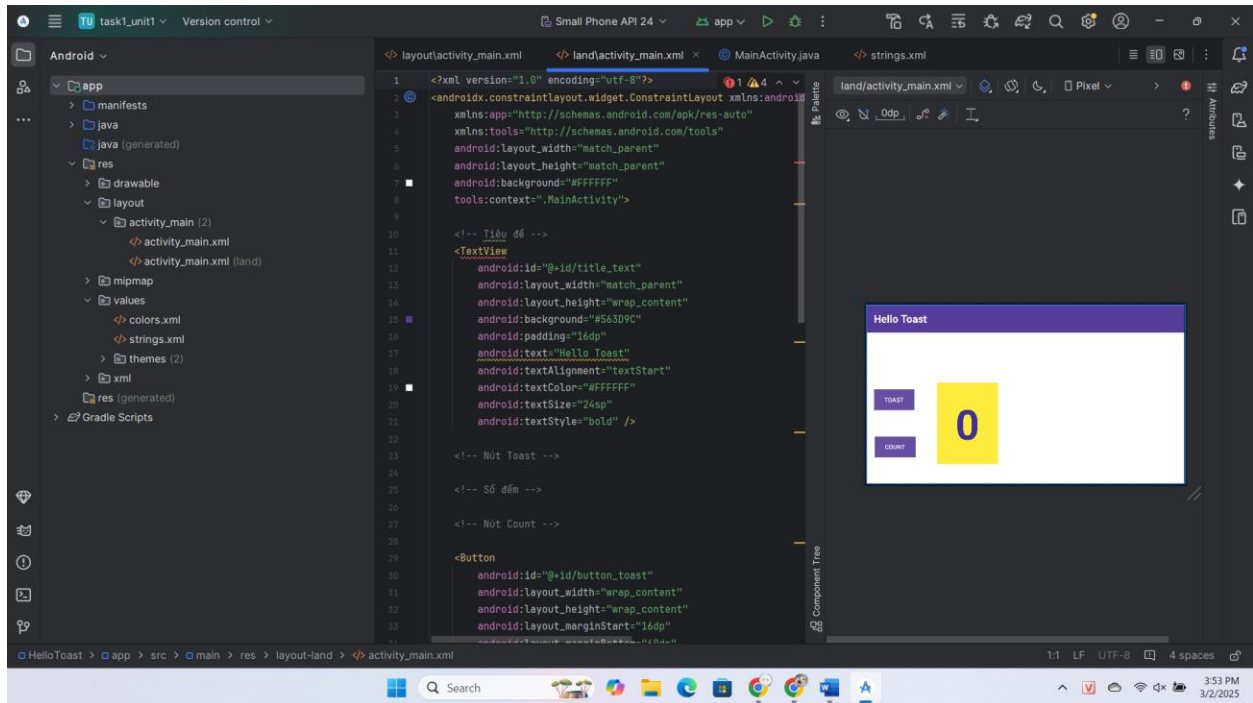 TU task1_unit1 Version control Small Phone API 24 app
Android
layout\activity_main.xml land\activity_main.xml MainActivity.java strings.xml
app
manifests
java
java (generated)
res
drawable
layout
activity_main (2)
activity_main.xml
activity_main.xml (land)
mipmap
values
colors.xml
strings.xml
themes (2)
xml
res (generated)
Gradle Scripts
1 <?xml version="1.0" encoding="utf-8"?> 1 4
2 <androidx.constraintlayout.widget.ConstraintLayout xmlns:android
3 xmlns:app="http://schemas.android.com/apk/res-auto"
4 xmlns:tools="http://schemas.android.com/tools"
5 android:layout_width="match_parent"
6 android:layout_height="match_parent"
7 android:background="#FFFFFF"
8 tools:context=".MainActivity">
9
10 <!-- Tiêu đề -->
11 <TextView
12 android:id="@+id/title_text"
13 android:layout_width="match_parent"
14 android:layout_height="wrap_content"
15 android:background="#563D9C"
16 android:padding="16dp"
17 android:text="Hello Toast"
18 android:textAlignment="textStart"
19 android:textColor="#FFFFFF"
20 android:textSize="24sp"
21 android:textStyle="bold" />
22
23 <!-- Nút Toast -->
24
25 <!-- Số đếm -->
26
27 <!-- Nút Count -->
28
29 <Button
30 android:id="@+id/button_toast"
31 android:layout_width="wrap_content"
32 android:layout_height="wrap_content"
33 android:layout_marginStart="16dp"
Palette
Component Tree
land/activity_main.xml Pixel
0dp ?
Attributes
Hello Toast
TOAST
0
COUNT
HelloToast > app > src > main > res > layout-land > activity_main.xml
1:1 LF UTF-8 4 spaces
Search
3:53 PM
3/2/2025